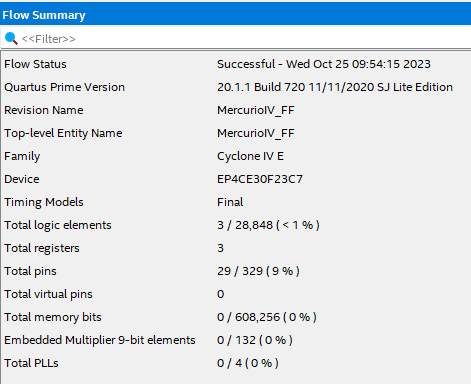 Flow Summary
<<Filter>>
Flow Status Successful - Wed Oct 25 09:54:15 2023
Quartus Prime Version 20.1.1 Build 720 11/11/2020 SJ Lite Edition
Revision Name MercurioIV_FF
Top-level Entity Name MercurioIV_FF
Family Cyclone IV E
Device EP4CE30F23C7
Timing Models Final
Total logic elements 3 / 28,848 ( < 1 % )
Total registers 3
Total pins 29 / 329 ( 9 % )
Total virtual pins 0
Total memory bits 0 / 608,256 ( 0 % )
Embedded Multiplier 9-bit elements 0 / 132 ( 0 % )
Total PLLs 0 / 4 ( 0 % )